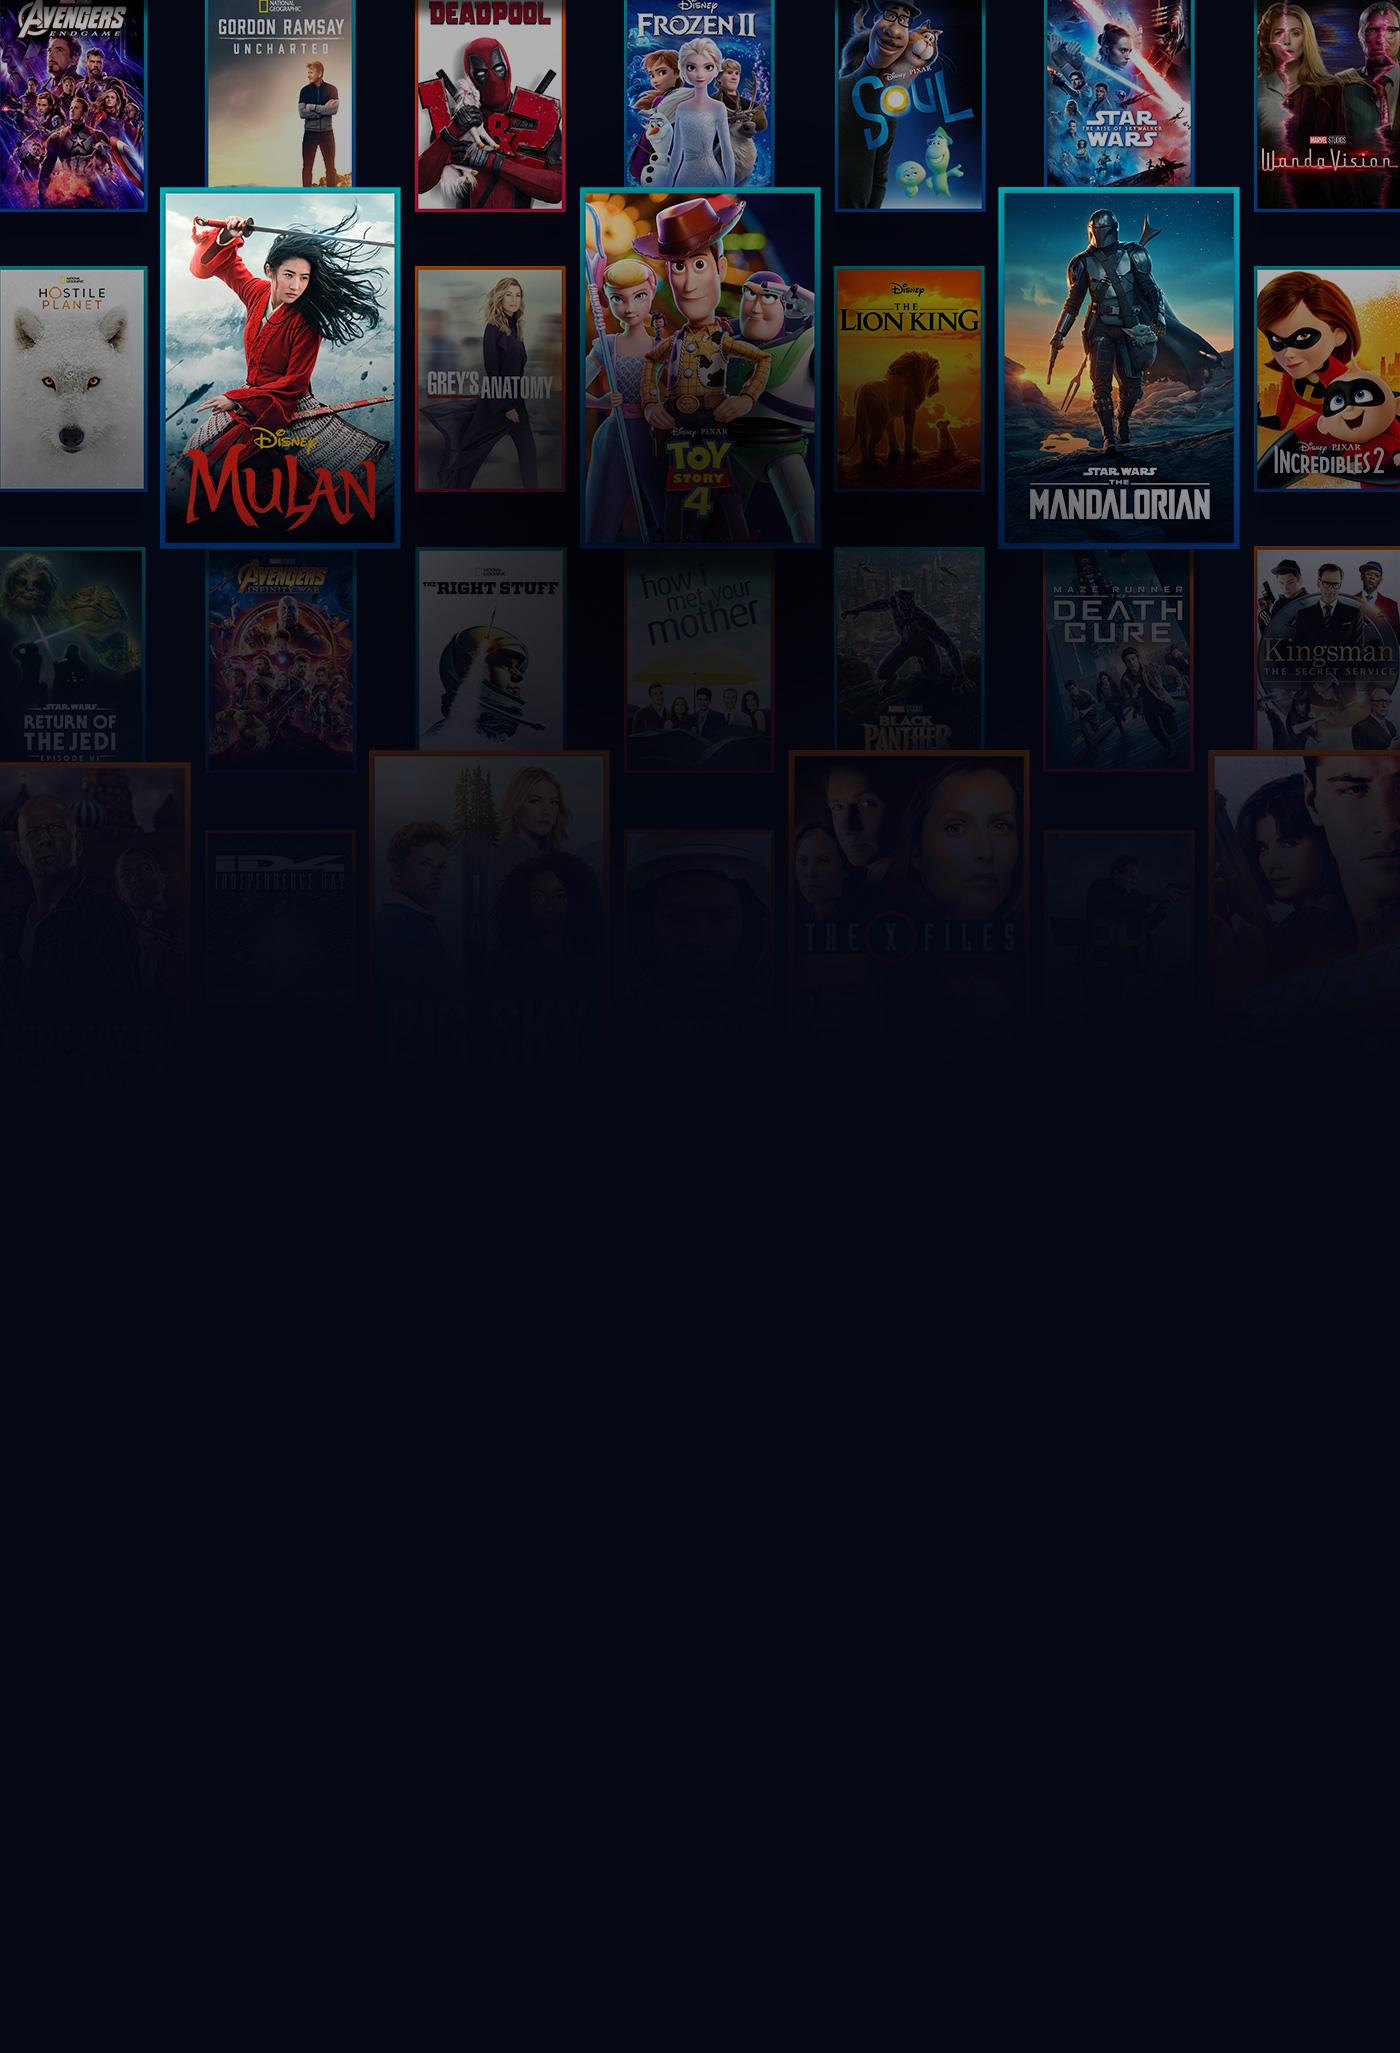 AVENGERS
ENDGAME
NATIONAL
GEOGRAPHIC
GORDON RAMSAY
UNCHARTED
DEADPOOL
1&2
Disney
FROZEN II
Disney · PIXAR
SOUL
STAR
THE RISE OF SKYWALKER
WARS
MARVEL STUDIOS
WandaVision
HOSTILE
PLANET
Disney
MULAN
GREY'S ANATOMY
Disney · PIXAR
TOY
STORY
4
Disney
THE
LION KING
STAR WARS
THE
MANDALORIAN
Disney · PIXAR
INCREDIBLES 2
STAR WARS
RETURN OF
THE JEDI
EPISODE VI
AVENGERS
INFINITY WAR
THE RIGHT STUFF
how i
met your
mother
MARVEL STUDIOS
BLACK
PANTHER
MAZE RUNNER
THE
DEATH
CURE
Kingsman
THE SECRET SERVICE
ID4
INDEPENDENCE DAY
BIG SKY
THE X FILES
24